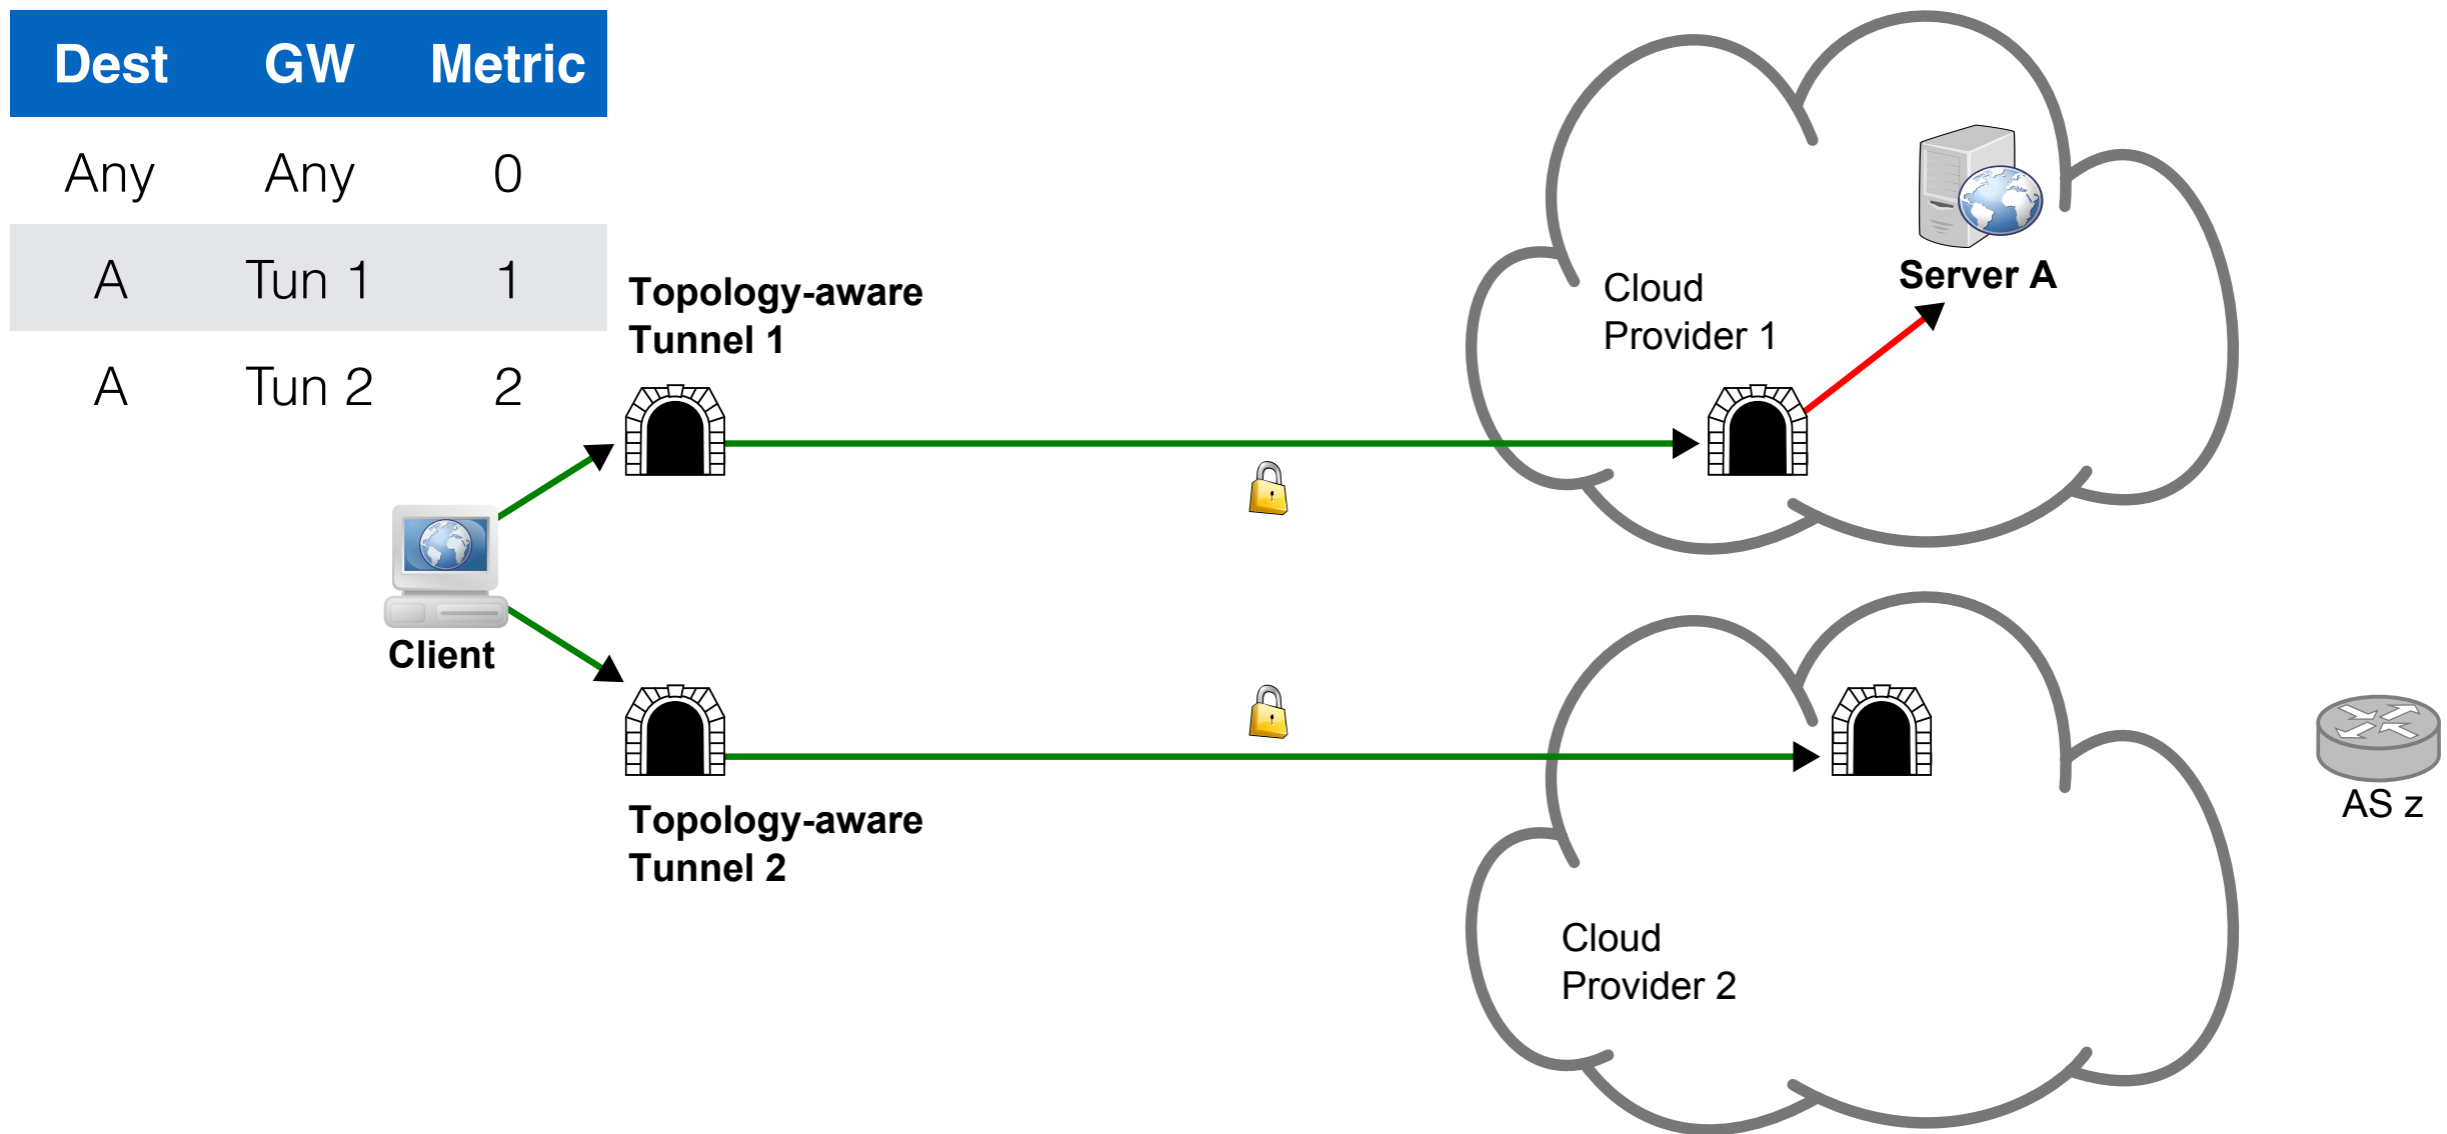 Dest GW Metric
Any Any 0
A Tun 1 1
A Tun 2 2
Topology-aware
Tunnel 1
Client
Topology-aware
Tunnel 2
Cloud
Provider 1
Server A
Cloud
Provider 2
AS z